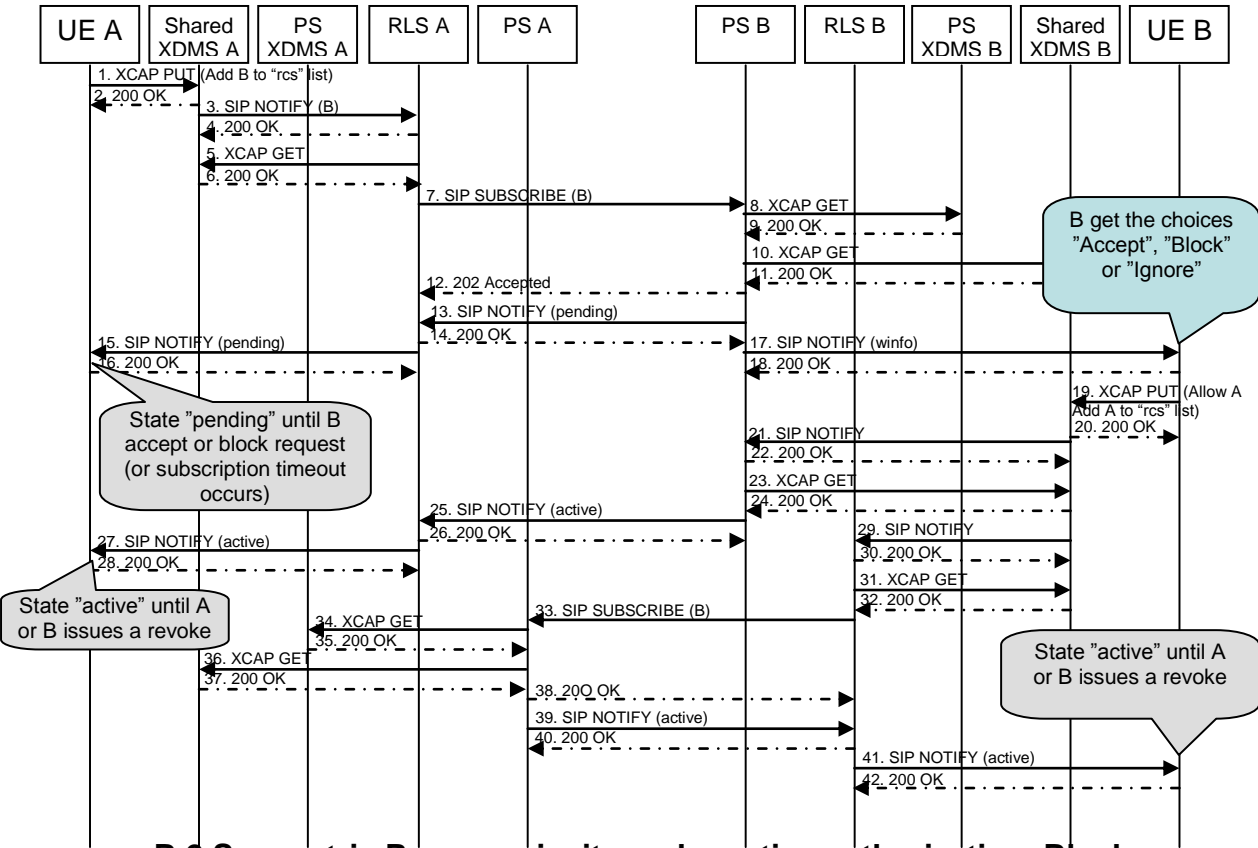 UE A
Shared
XDMS A
PS
XDMS A
RLS A
PS A
PS B
RLS B
PS
XDMS B
Shared
XDMS B
UE B
1. XCAP PUT (Add B to “rcs” list)
2. 200 OK
3. SIP NOTIFY (B)
4. 200 OK
5. XCAP GET
6. 200 OK
7. SIP SUBSCRIBE (B)
8. XCAP GET
9. 200 OK
10. XCAP GET
11. 200 OK
B get the choices
”Accept”, ”Block”
or ”Ignore”
12. 202 Accepted
13. SIP NOTIFY (pending)
14. 200 OK
15. SIP NOTIFY (pending)
16. 200 OK
17. SIP NOTIFY (winfo)
18. 200 OK
19. XCAP PUT (Allow A
Add A to “rcs” list)
20. 200 OK
State ”pending” until B
accept or block request
(or subscription timeout
occurs)
21. SIP NOTIFY
22. 200 OK
23. XCAP GET
24. 200 OK
25. SIP NOTIFY (active)
26. 200 OK
27. SIP NOTIFY (active)
28. 200 OK
29. SIP NOTIFY
30. 200 OK
31. XCAP GET
32. 200 OK
State ”active” until A
or B issues a revoke
33. SIP SUBSCRIBE (B)
34. XCAP GET
35. 200 OK
36. XCAP GET
37. 200 OK
State ”active” until A
or B issues a revoke
38. 20O OK
39. SIP NOTIFY (active)
40. 200 OK
41. SIP NOTIFY (active)
42. 200 OK